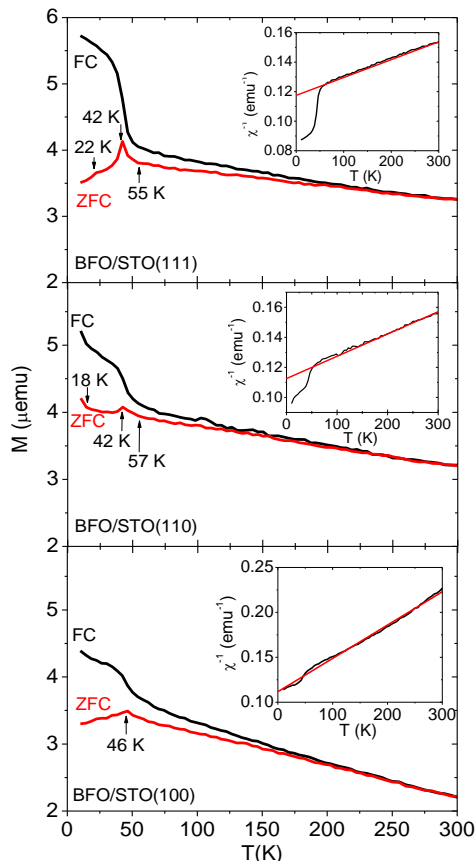 6
5
4
3
2
FC
42 K
22 K
55 K
ZFC
BFO/STO(111)
0.16
0.14
0.12
0.10
0.08
χ⁻¹ (emu⁻¹)
0 100 200 300
T (K)
M (μemu)
5
4
3
2
FC
18 K
ZFC
42 K
57 K
BFO/STO(110)
0.16
0.14
0.12
0.10
χ⁻¹ (emu⁻¹)
0 100 200 300
T (K)
5
4
3
2
FC
ZFC
46 K
BFO/STO(100)
0.25
0.20
0.15
0.10
χ⁻¹ (emu⁻¹)
0 100 200 300
T (K)
0 50 100 150 200 250 300
T(K)